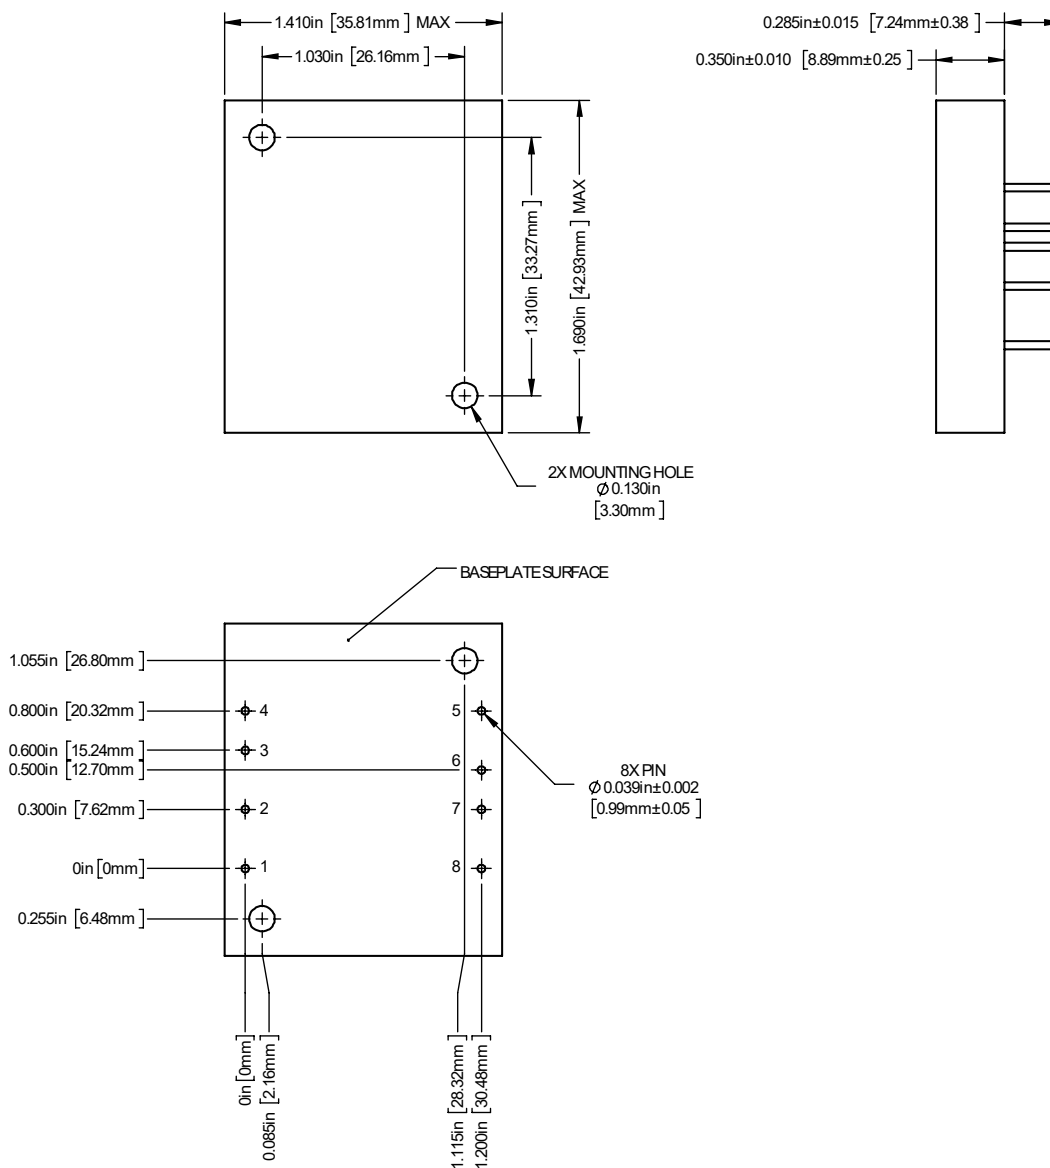 1.410in [35.81mm] MAX
1.030in [26.16mm]
0.285in±0.015 [7.24mm±0.38]
0.350in±0.010 [8.89mm±0.25]
1.310in [33.27mm]
1.690in [42.93mm] MAX
2X MOUNTING HOLE
Ø 0.130in
[3.30mm]
BASEPLATE SURFACE
1.055in [26.80mm]
0.800in [20.32mm]
0.600in [15.24mm]
0.500in [12.70mm]
0.300in [7.62mm]
0in [0mm]
0.255in [6.48mm]
4
3
2
1
5
6
7
8
8X PIN
Ø 0.039in±0.002
[0.99mm±0.05]
0in [0mm]
0.085in [2.16mm]
1.115in [28.32mm]
1.200in [30.48mm]